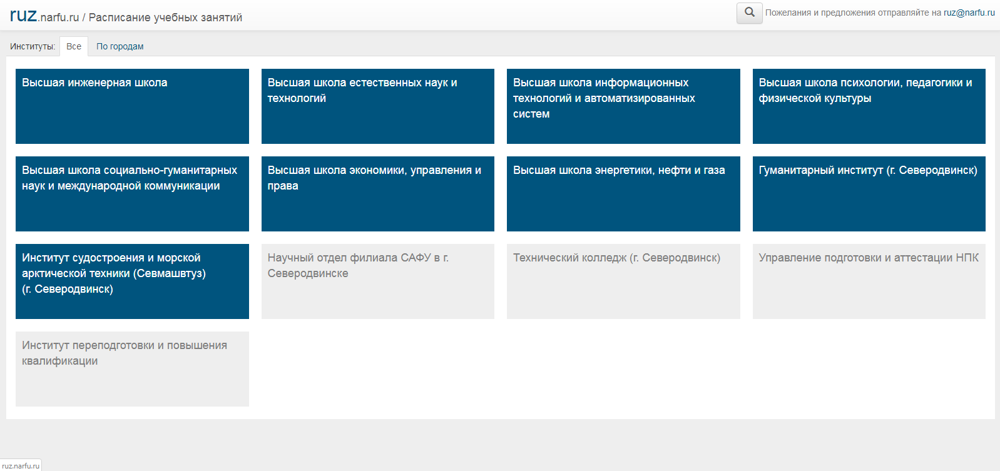 ruz.narfu.ru / Расписание учебных занятий
Пожелания и предложения отправляйте на ruz@narfu.ru
Институты: Все По городам
Высшая инженерная школа
Высшая школа естественных наук и
технологий
Высшая школа информационных
технологий и автоматизированных
систем
Высшая школа психологии, педагогики и
физической культуры
Высшая школа социально-гуманитарных
наук и международной коммуникации
Высшая школа экономики, управления и
права
Высшая школа энергетики, нефти и газа
Гуманитарный институт (г. Северодвинск)
Институт судостроения и морской
арктической техники (Севмашвтуз)
(г. Северодвинск)
Научный отдел филиала САФУ в г.
Северодвинске
Технический колледж (г. Северодвинск)
Управление подготовки и аттестации НПК
Институт переподготовки и повышения
квалификации
ruz.narfu.ru